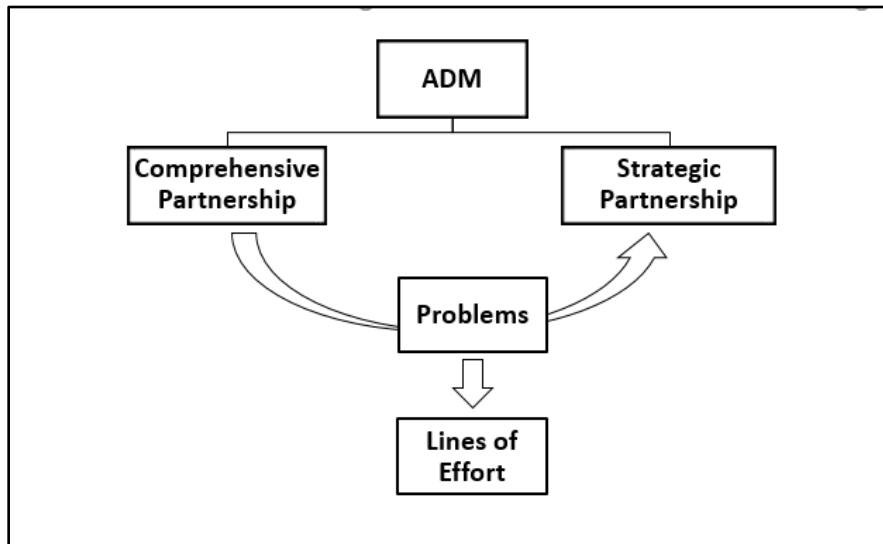 ADM
Comprehensive
Partnership
Strategic
Partnership
Problems
Lines of
Effort